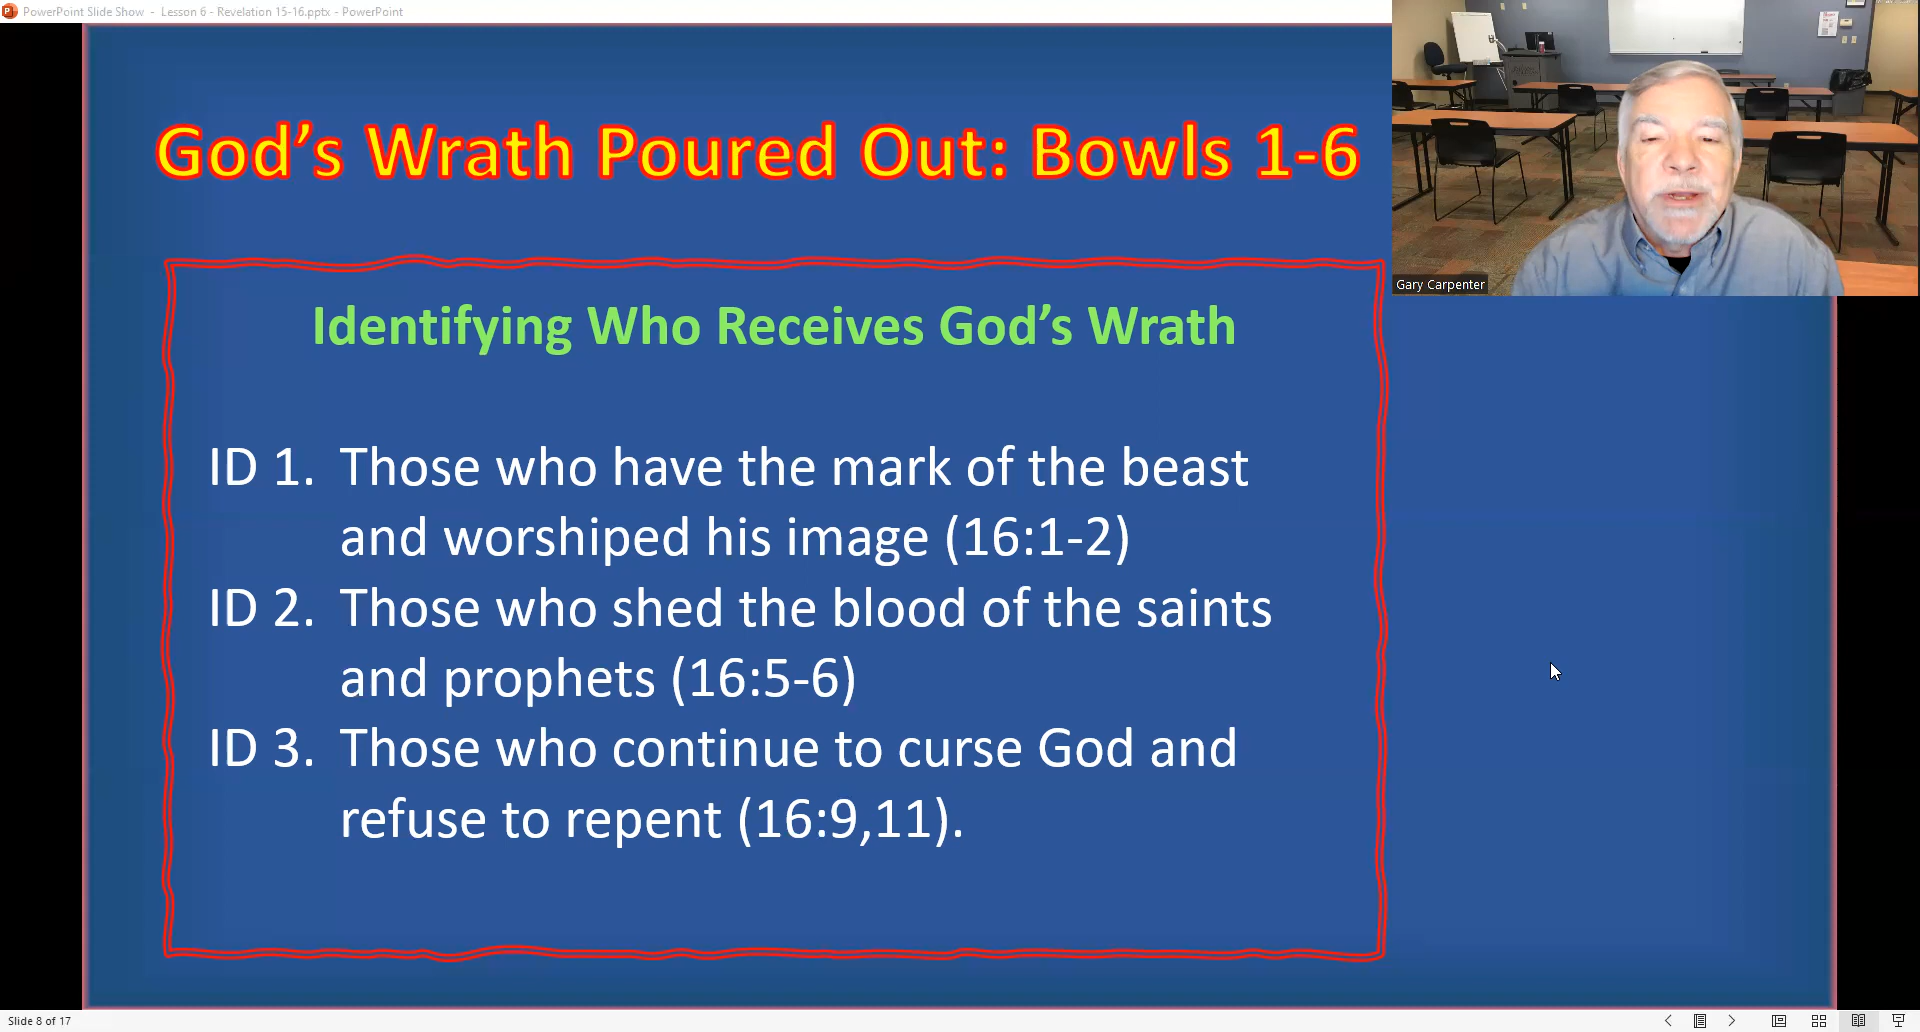 PowerPoint Slide Show - Lesson 6 - Revelation 15-16.pptx - PowerPoint
God's Wrath Poured Out: Bowls 1-6
Gary Carpenter
Identifying Who Receives God's Wrath
ID 1. Those who have the mark of the beast
and worshiped his image (16:1-2)
ID 2. Those who shed the blood of the saints
and prophets (16:5-6)
ID 3. Those who continue to curse God and
refuse to repent (16:9,11).
Slide 8 of 17